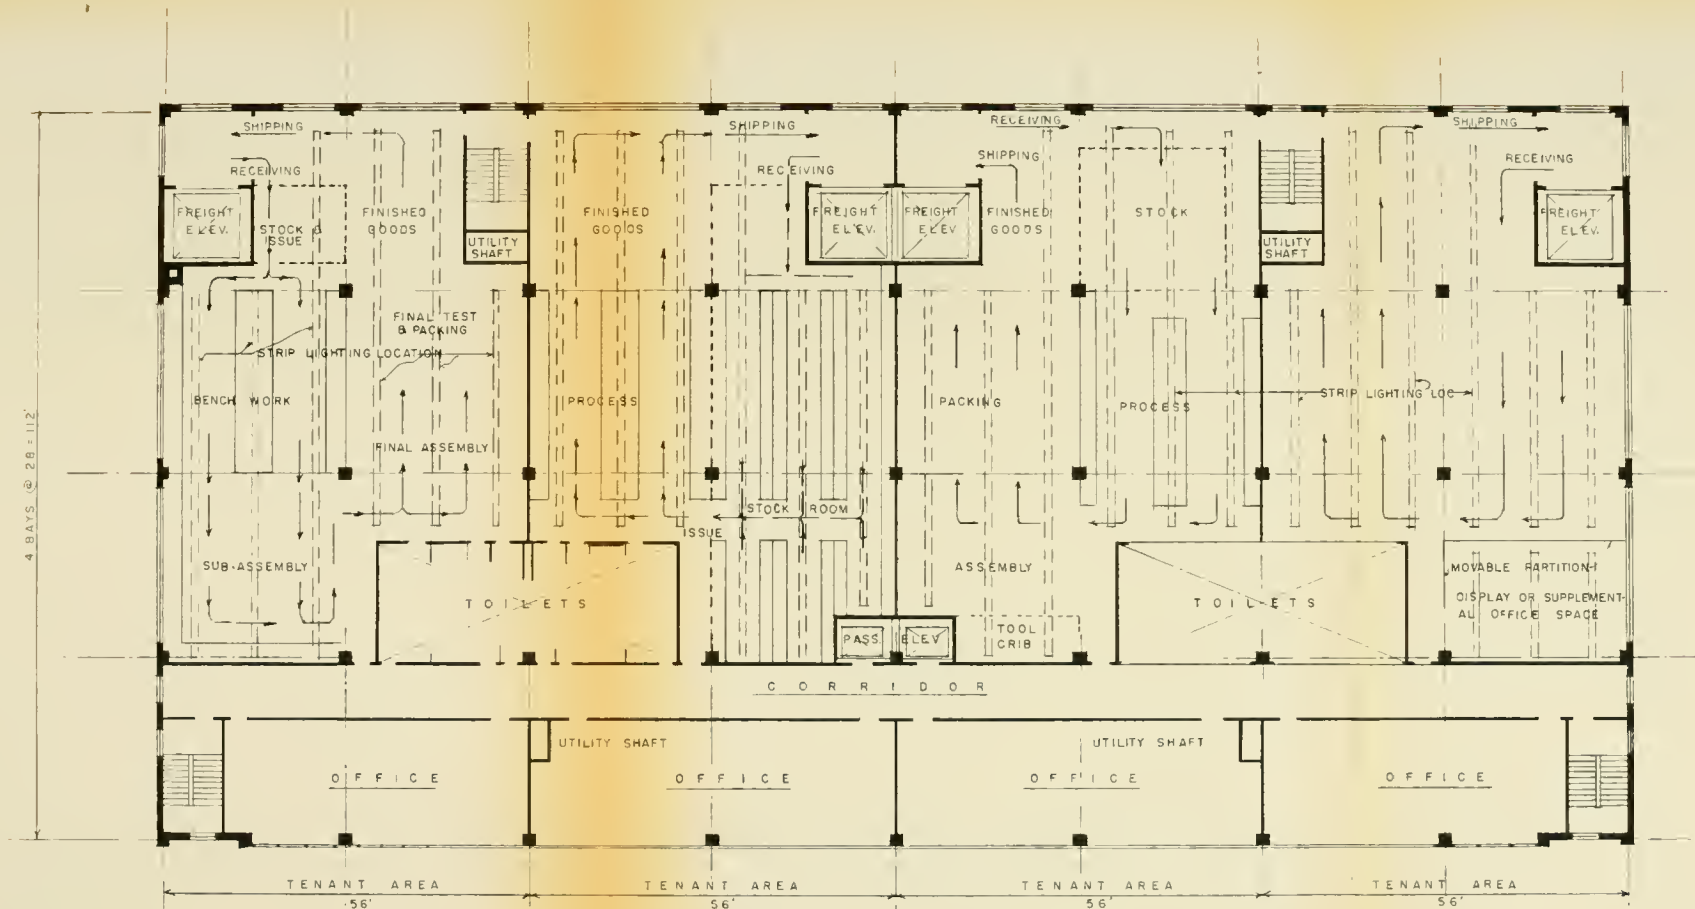 SHIPPING
SHIPPING
RECEIVING
SHIPPING
RECEIVING
RECEIVING
SHIPPING
RECEIVING
FREIGHT
ELEV.
STOCK
ISSUE
FINISHED
GOODS
UTILITY
SHAFT
FINISHED
GOODS
FREIGHT
ELEV.
FREIGHT
ELEV.
FINISHED
GOODS
STOCK
UTILITY
SHAFT
FREIGHT
ELEV.
FINAL TEST
& PACKING
STRIP LIGHTING LOCATION
BENCH WORK
PROCESS
PACKING
PROCESS
STRIP LIGHTING LOC
FINAL ASSEMBLY
4 BAYS @ 28 = 112'
STOCK ROOM
ISSUE
SUB-ASSEMBLY
TOILETS
ASSEMBLY
TOILETS
MOVABLE PARTITION
DISPLAY OR SUPPLEMENT-
AL OFFICE SPACE
PASS. ELEV.
TOOL
CRIB
CORRIDOR
UTILITY SHAFT
UTILITY SHAFT
OFFICE
OFFICE
OFFICE
OFFICE
TENANT AREA
TENANT AREA
TENANT AREA
TENANT AREA
56'
56'
56'
56'